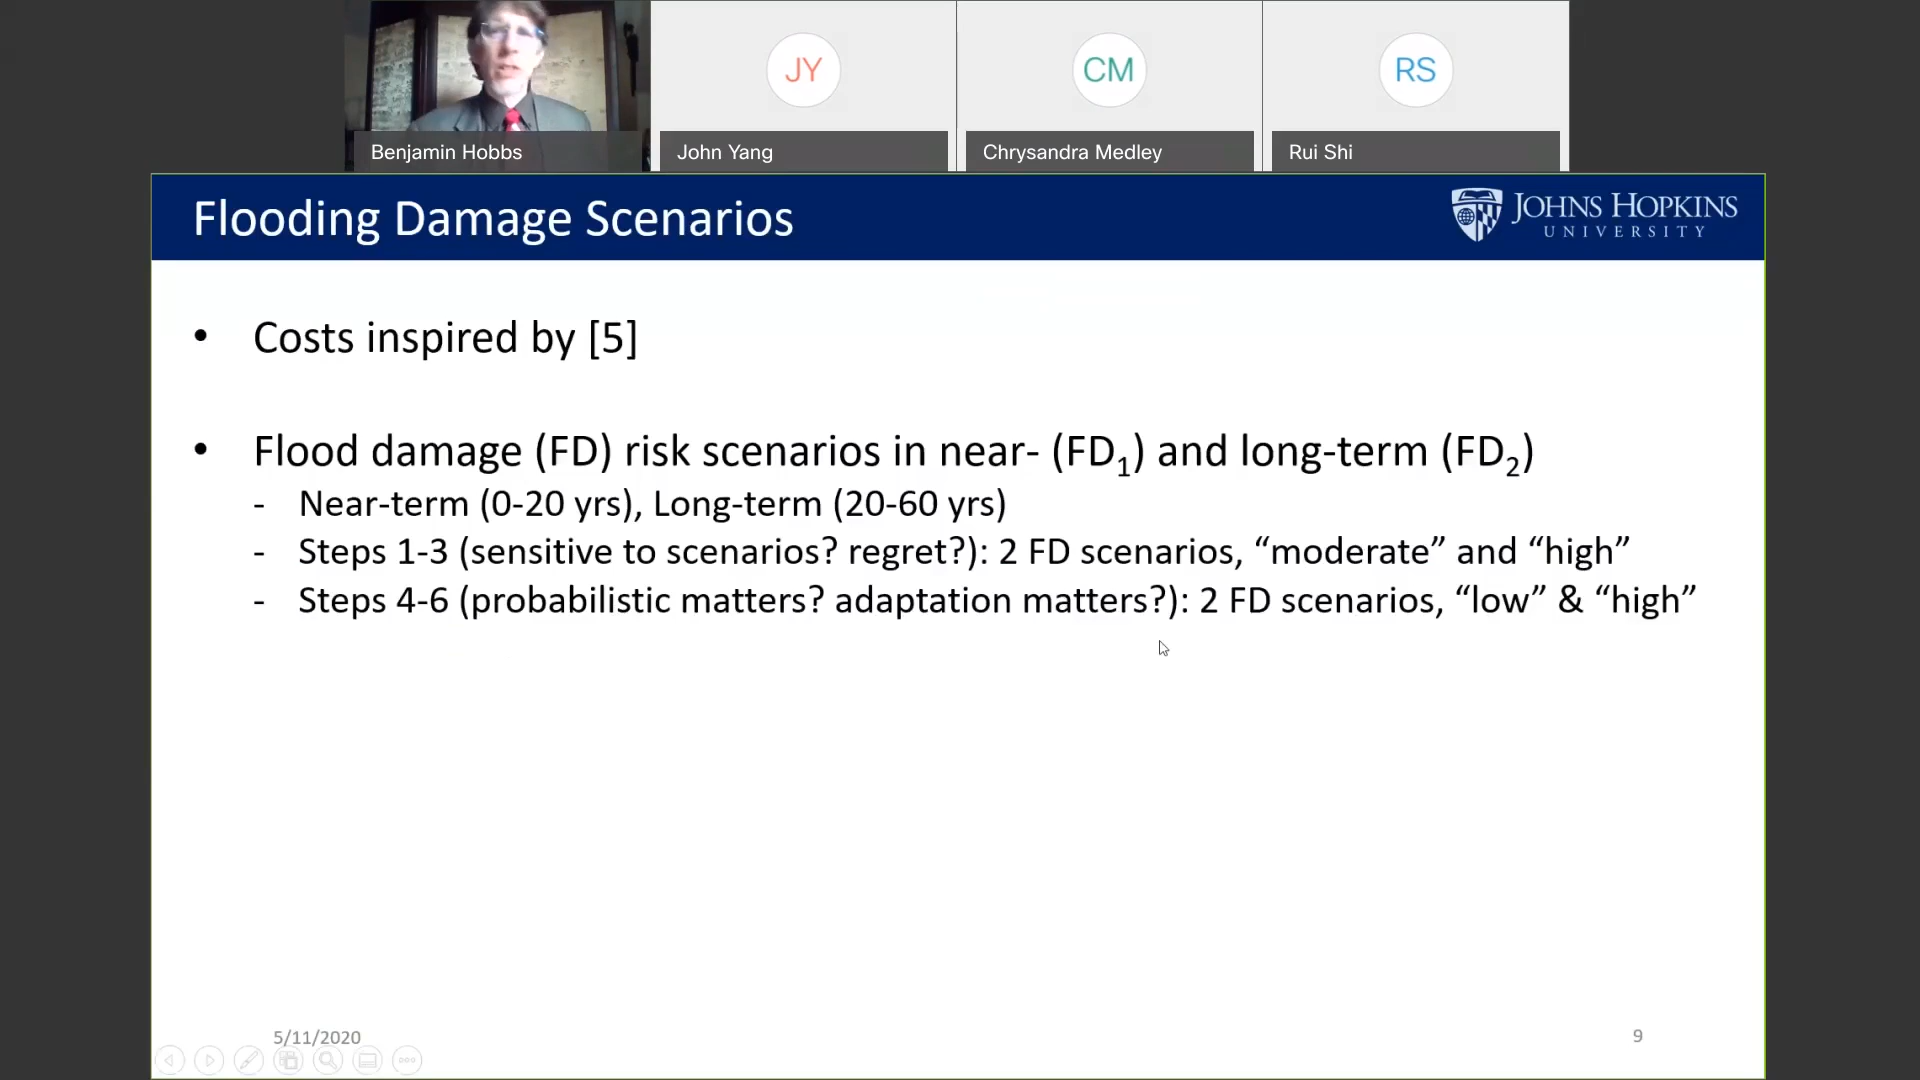 JY
CM
RS
Benjamin Hobbs
John Yang
Chrysandra Medley
Rui Shi
Flooding Damage Scenarios
JOHNS HOPKINS
UNIVERSITY
• Costs inspired by [5]
• Flood damage (FD) risk scenarios in near- (FD₁) and long-term (FD₂)
- Near-term (0-20 yrs), Long-term (20-60 yrs)
- Steps 1-3 (sensitive to scenarios? regret?): 2 FD scenarios, “moderate” and “high”
- Steps 4-6 (probabilistic matters? adaptation matters?): 2 FD scenarios, “low” & “high”
5/11/2020
9